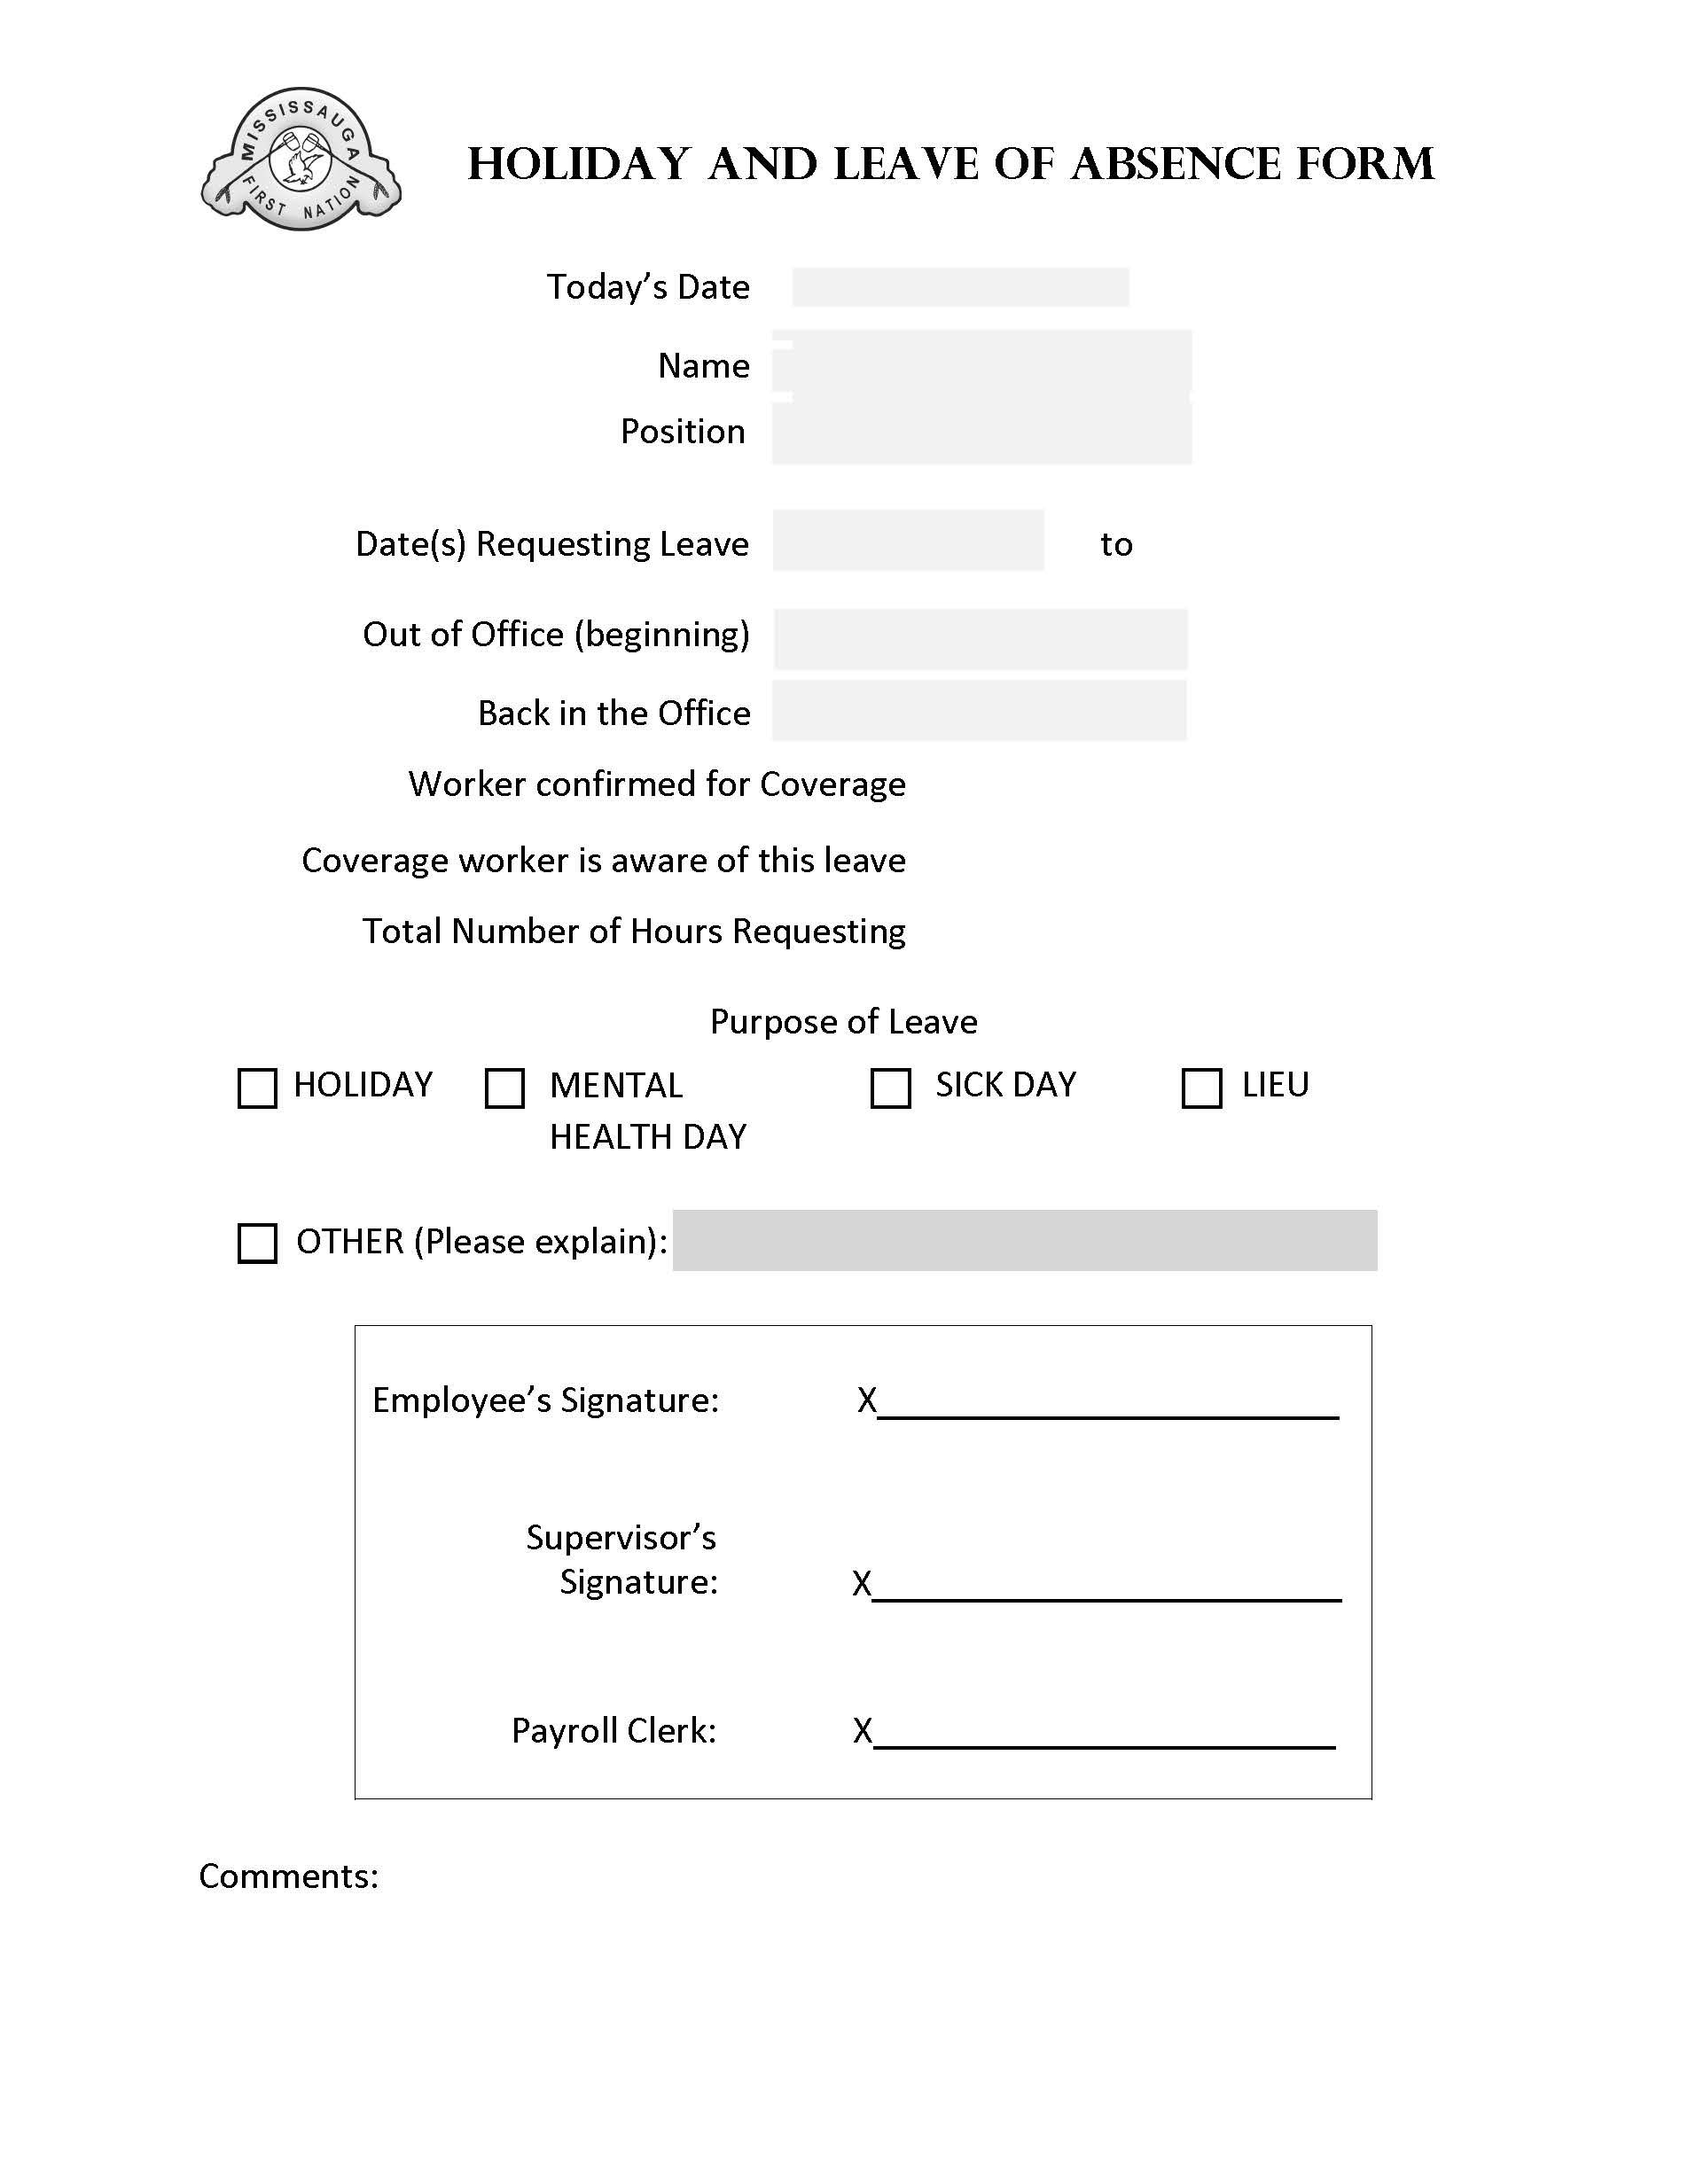 MISSISSAUGA
FIRST NATION
HOLIDAY AND LEAVE OF ABSENCE FORM
Today’s Date
Name
Position
Date(s) Requesting Leave to
Out of Office (beginning)
Back in the Office
Worker confirmed for Coverage
Coverage worker is aware of this leave
Total Number of Hours Requesting
Purpose of Leave
HOLIDAY MENTAL SICK DAY LIEU
HEALTH DAY
OTHER (Please explain):
Employee’s Signature: X
Supervisor’s
Signature: X
Payroll Clerk: X
Comments: